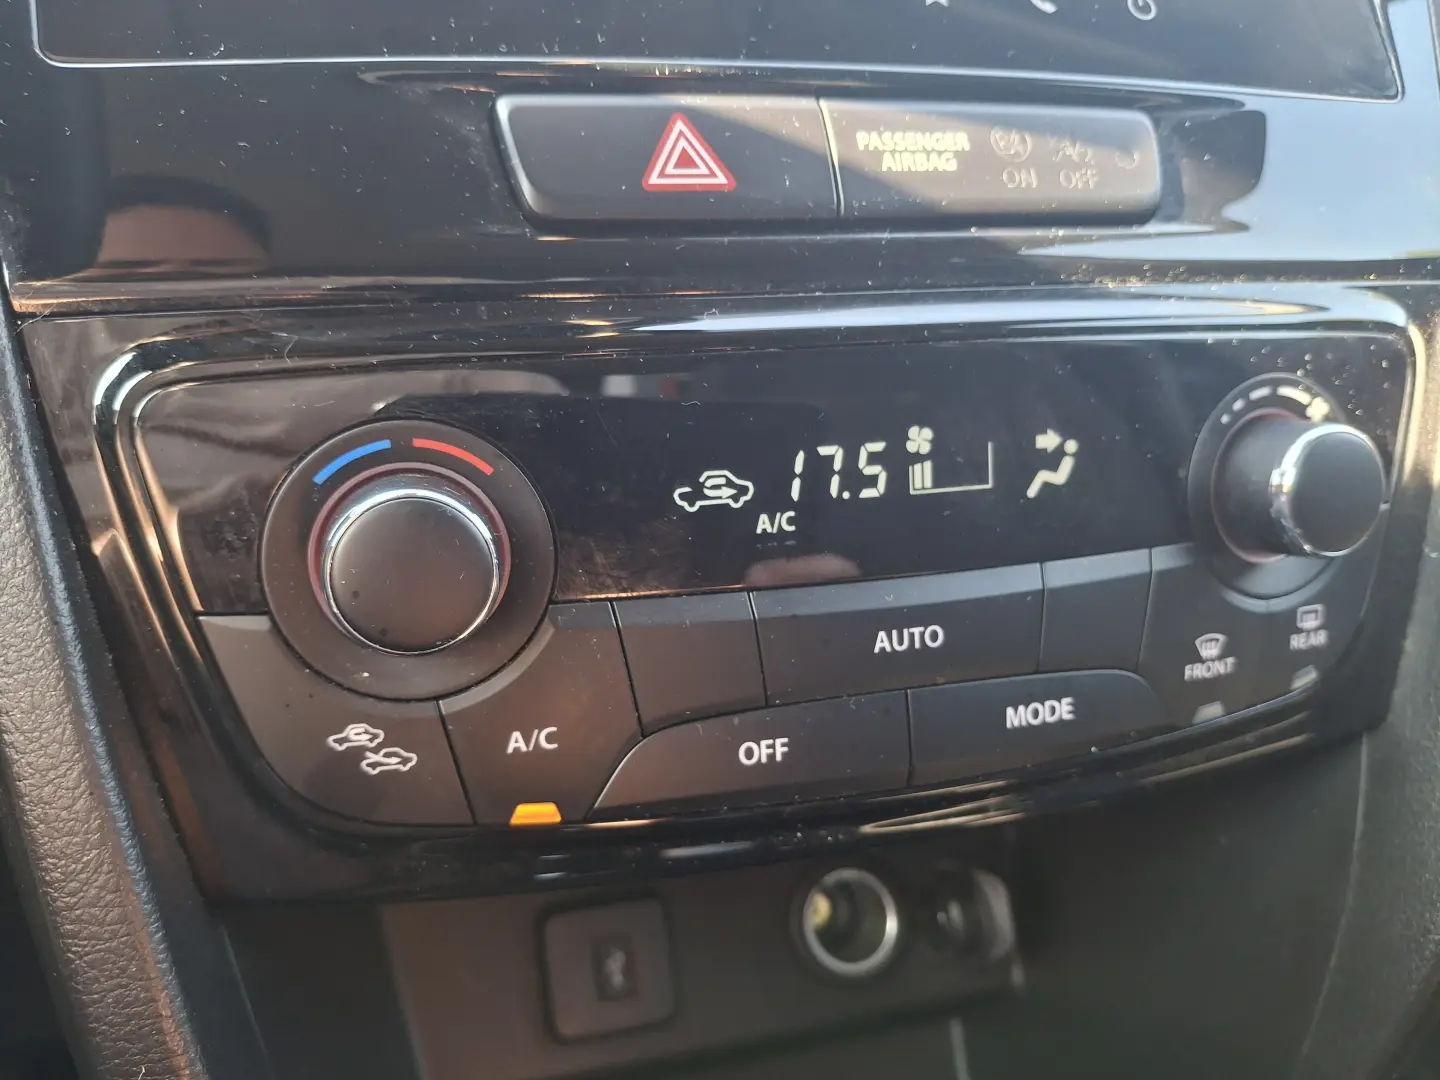 PASSENGER
AIRBAG
ON OFF
17.5
A/C
AUTO
FRONT
REAR
A/C
OFF
MODE